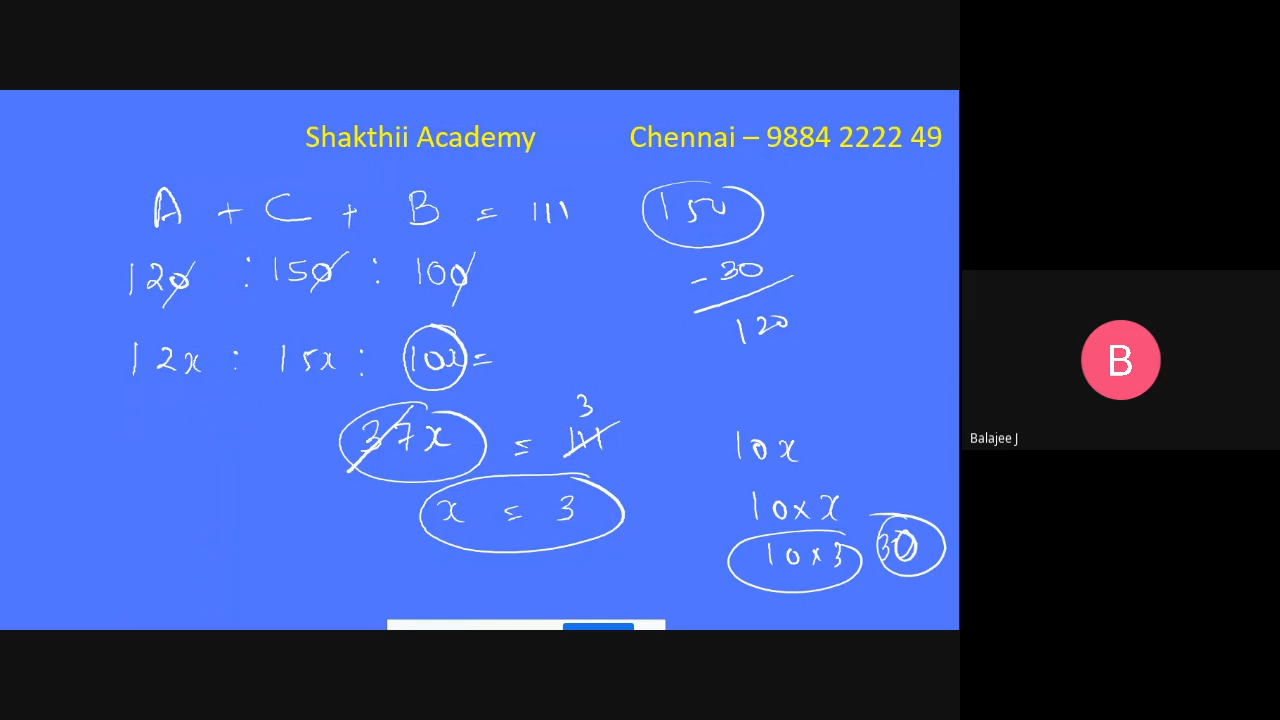 Shakthii Academy Chennai – 9884 2222 49
A + C + B = 111 150
120 : 150 : 100 - 30
120
12x : 15x : 10x =
3
37x = 111 10x
x = 3 10 × x
10 × 3 30
B
Balajee J